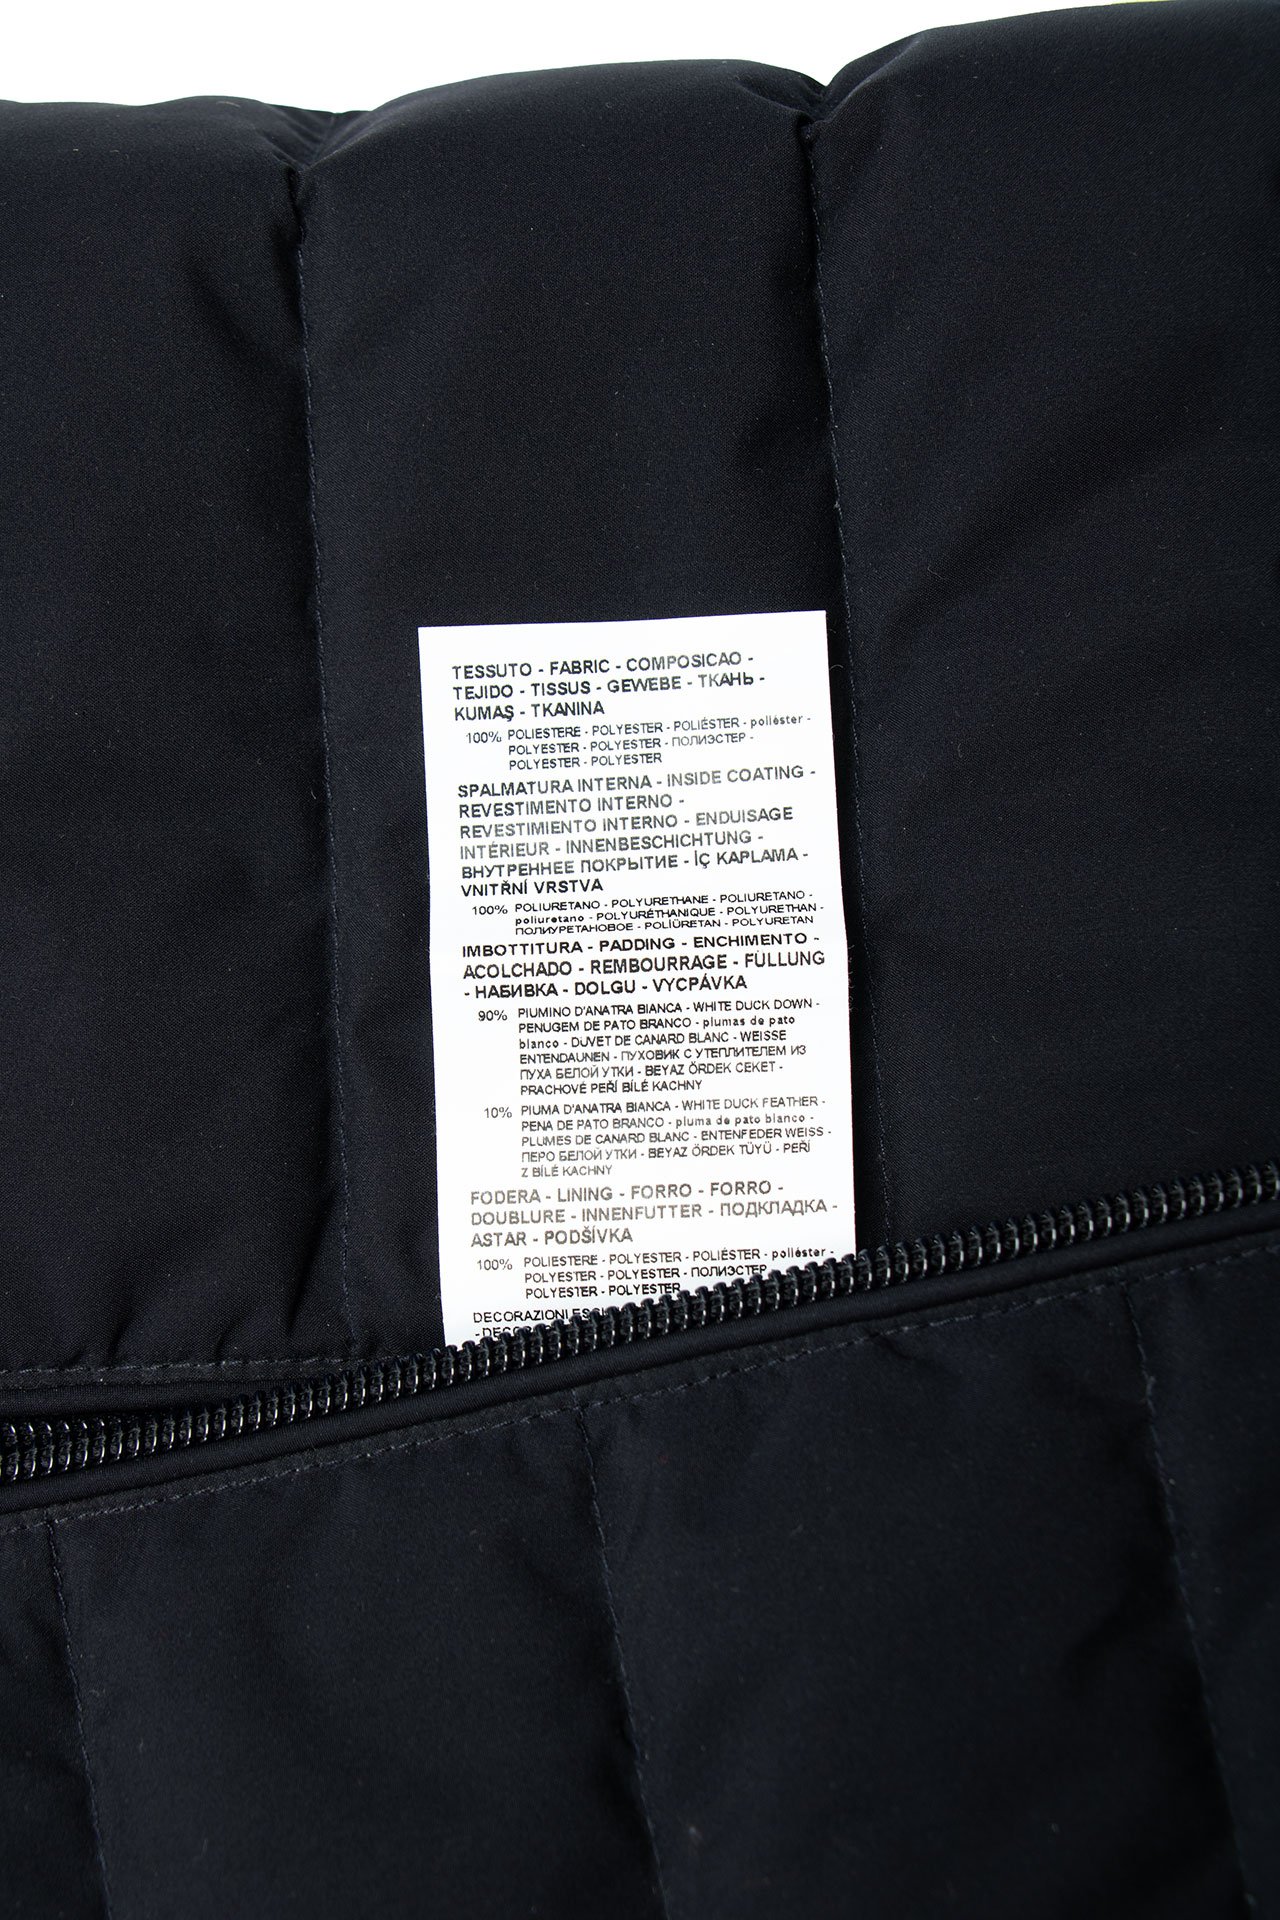 TESSUTO - FABRIC - COMPOSICAO -
TEJIDO - TISSUS - GEWEBE - ТКАНЬ -
KUMAŞ - TKANINA
100% POLIESTERE - POLYESTER - POLIÉSTER - poliéster -
POLYESTER - POLYESTER - ПОЛИЭСТЕР -
POLYESTER - POLYESTER
SPALMATURA INTERNA - INSIDE COATING -
REVESTIMENTO INTERNO -
REVESTIMIENTO INTERNO - ENDUISAGE
INTÉRIEUR - INNENBESCHICHTUNG -
ВНУТРЕННЕЕ ПОКРЫТИЕ - İÇ KAPLAMA -
VNITŘNÍ VRSTVA
100% POLIURETANO - POLYURETHANE - POLIURETANO -
poliuretano - POLYURÉTHANIQUE - POLYURETHAN -
ПОЛИУРЕТАНОВОЕ - POLİÜRETAN - POLYURETAN
IMBOTTITURA - PADDING - ENCHIMENTO -
ACOLCHADO - REMBOURRAGE - FÜLLUNG
- НАБИВКА - DOLGU - VYCPÁVKA
90% PIUMINO D'ANATRA BIANCA - WHITE DUCK DOWN -
PENUGEM DE PATO BRANCO - plumas de pato
blanco - DUVET DE CANARD BLANC - WEISSE
ENTENDAUNEN - ПУХОВИК С УТЕПЛИТЕЛЕМ ИЗ
ПУХА БЕЛОЙ УТКИ - BEYAZ ÖRDEK CEKET -
PRACHOVÉ PEŘÍ BÍLÉ KACHNY
10% PIUMA D'ANATRA BIANCA - WHITE DUCK FEATHER -
PENA DE PATO BRANCO - pluma de pato blanco -
PLUMES DE CANARD BLANC - ENTENFEDER WEISS -
ПЕРО БЕЛОЙ УТКИ - BEYAZ ÖRDEK TÜYÜ - PEŘÍ
Z BÍLÉ KACHNY
FODERA - LINING - FORRO - FORRO -
DOUBLURE - INNENFUTTER - ПОДКЛАДКА -
ASTAR - PODŠÍVKA
100% POLIESTERE - POLYESTER - POLIÉSTER - poliéster -
POLYESTER - POLYESTER - ПОЛИЭСТЕР
POLYESTER - POLYESTER
DECORAZIONI